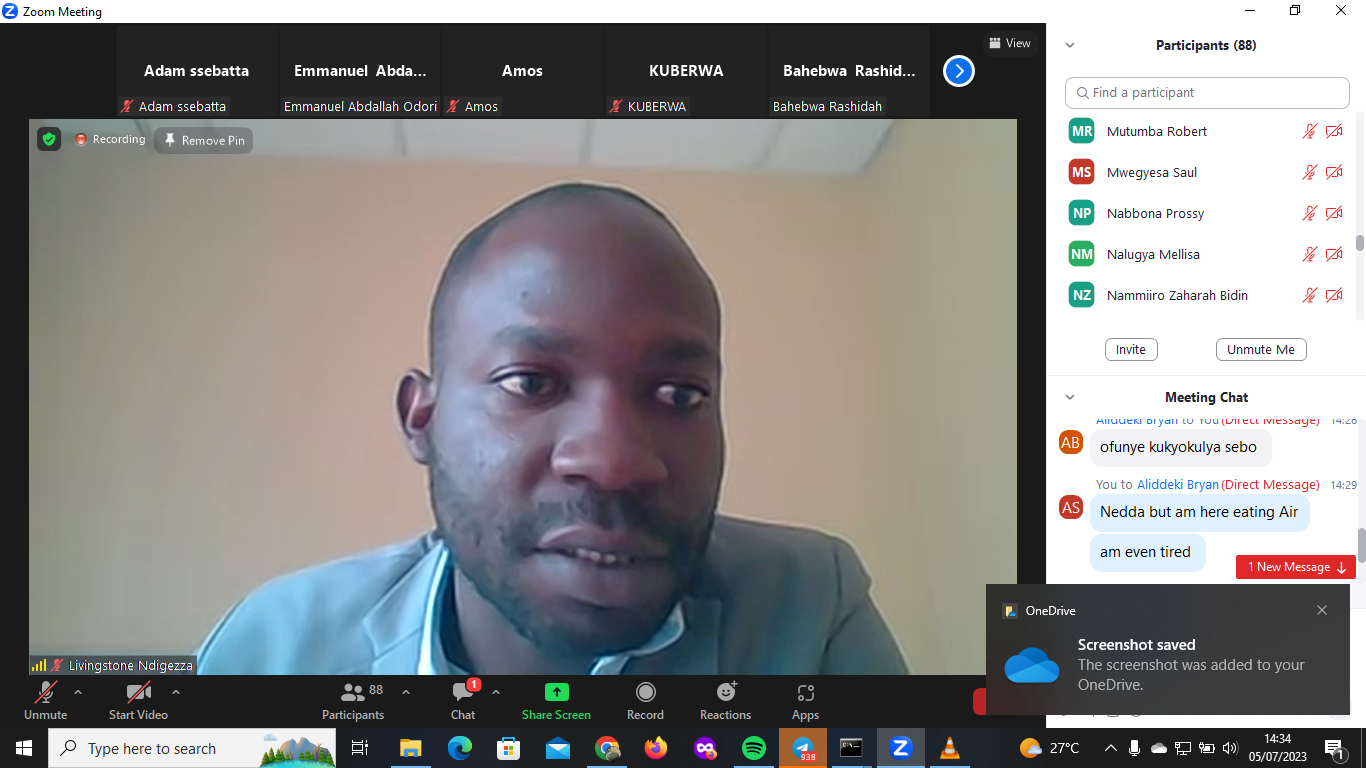 Zoom Meeting
Adam ssebatta
Emmanuel Abda...
Amos
KUBERWA
Bahebwa Rashid...
View
Adam ssebatta
Emmanuel Abdallah Odori
Amos
KUBERWA
Bahebwa Rashidah
Recording
Remove Pin
Livingstone Ndigezza
Participants (88)
Find a participant
MR Mutumba Robert
MS Mwegyesa Saul
NP Nabbona Prossy
NM Nalugya Mellisa
NZ Nammiiro Zaharah Bidin
Invite
Unmute Me
Meeting Chat
Aliddeki Bryan to You (Direct Message) 14:26
AB ofunye kukyokulya sebo
You to Aliddeki Bryan (Direct Message) 14:29
AS Nedda but am here eating Air
am even tired
1 New Message
OneDrive
Screenshot saved
The screenshot was added to your
OneDrive.
88
1
Unmute
Start Video
Participants
Chat
Share Screen
Record
Reactions
Apps
Type here to search
938
27°C
14:34
05/07/2023
1